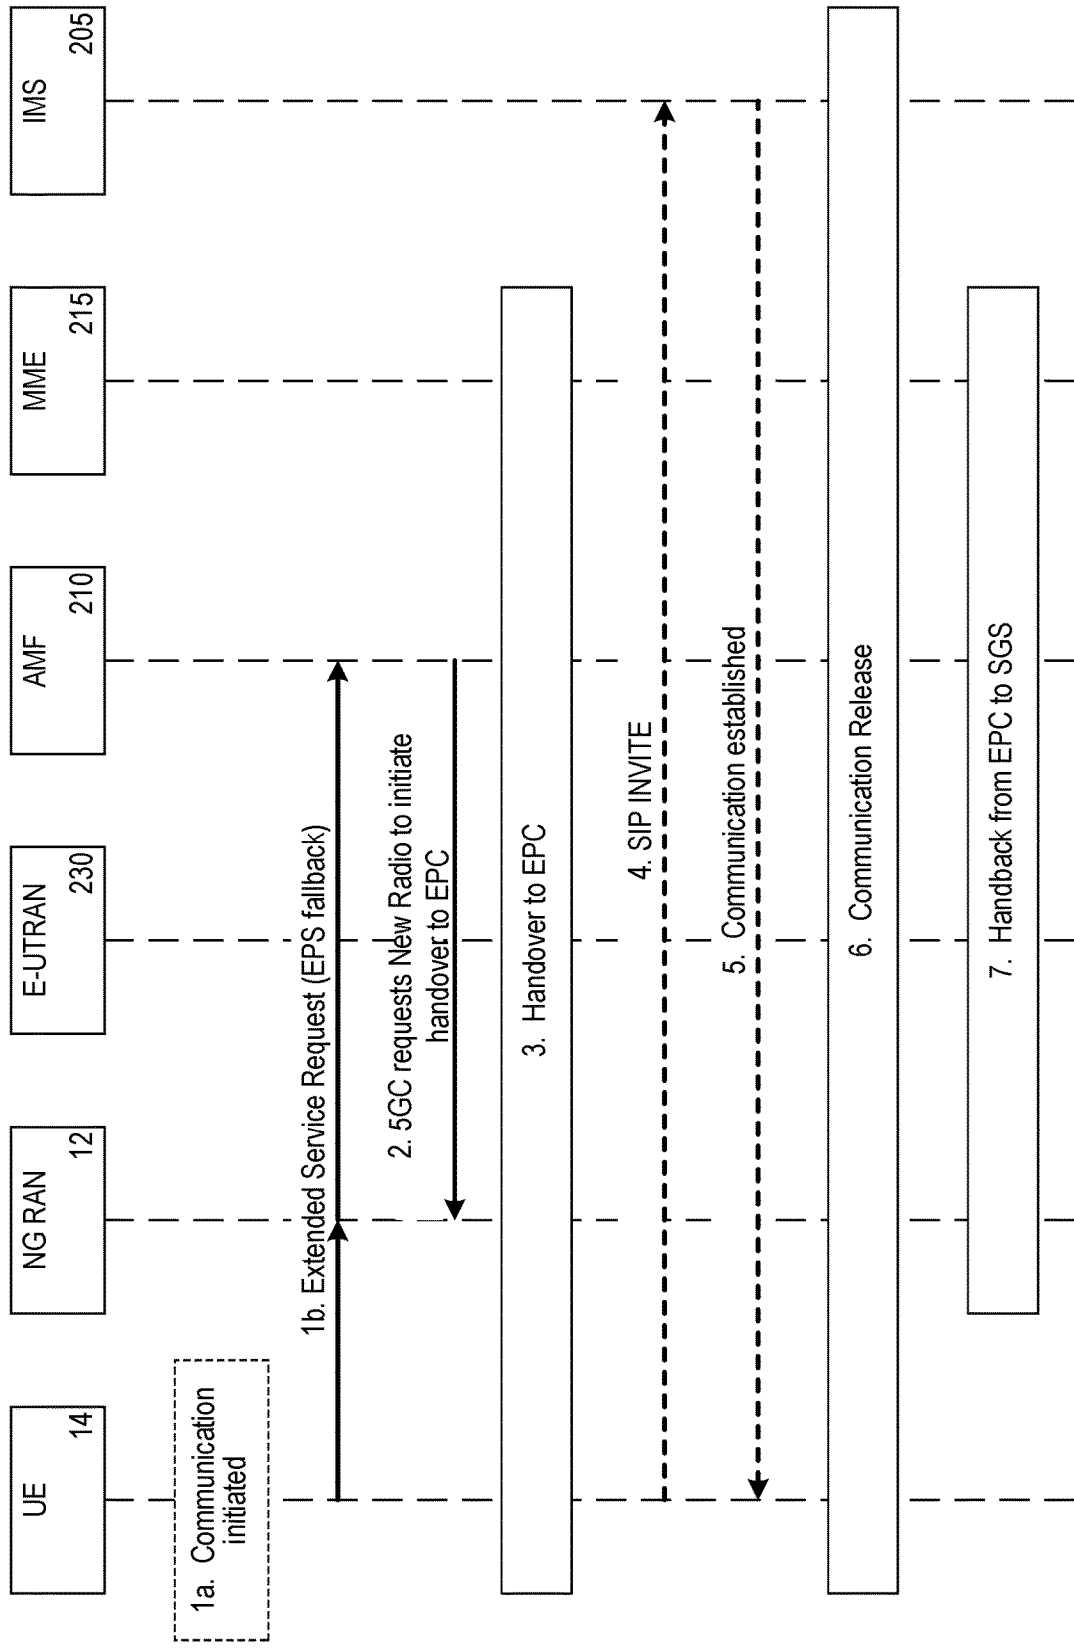 UE
14
NG RAN
12
E-UTRAN
230
AMF
210
MME
215
IMS
205
1a. Communication
initiated
1b. Extended Service Request (EPS fallback)
2. 5GC requests New Radio to initiate
handover to EPC
3. Handover to EPC
4. SIP INVITE
5. Communication established
6. Communication Release
7. Handback from EPC to SGS